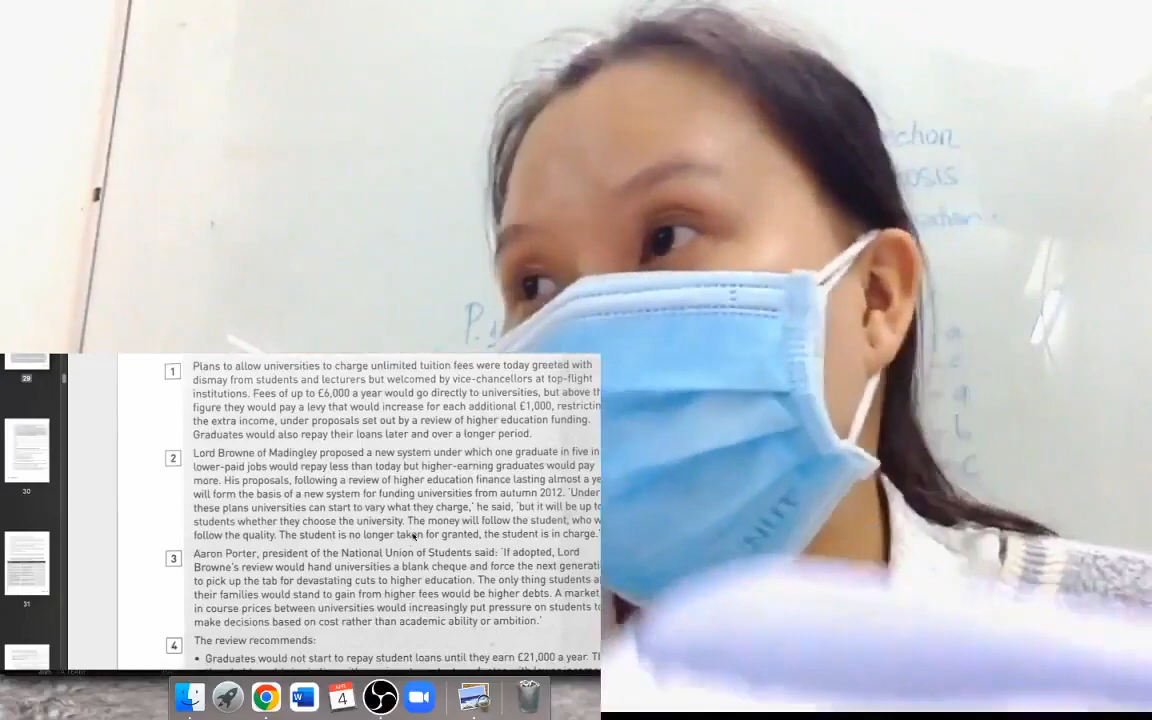 ction
osis
P.
a
c
a
b
c
NUT
29
1
Plans to allow universities to charge unlimited tuition fees were today greeted with
dismay from students and lecturers but welcomed by vice-chancellors at top-flight
institutions. Fees of up to £6,000 a year would go directly to universities, but above th
figure they would pay a levy that would increase for each additional £1,000, restrictin
the extra income, under proposals set out by a review of higher education funding.
Graduates would also repay their loans later and over a longer period.
2
Lord Browne of Madingley proposed a new system under which one graduate in five in
lower-paid jobs would repay less than today but higher-earning graduates would pay
more. His proposals, following a review of higher education finance lasting almost a ye
will form the basis of a new system for funding universities from autumn 2012. 'Under
these plans universities can start to vary what they charge,' he said, 'but it will be up to
students whether they choose the university. The money will follow the student, who w
follow the quality. The student is no longer taken for granted, the student is in charge.'
30
3
Aaron Porter, president of the National Union of Students said: 'If adopted, Lord
Browne's review would hand universities a blank cheque and force the next generati
to pick up the tab for devastating cuts to higher education. The only thing students a
their families would stand to gain from higher fees would be higher debts. A market
in course prices between universities would increasingly put pressure on students to
make decisions based on cost rather than academic ability or ambition.'
31
4
The review recommends:
• Graduates would not start to repay student loans until they earn £21,000 a year. Th
APR
4
W